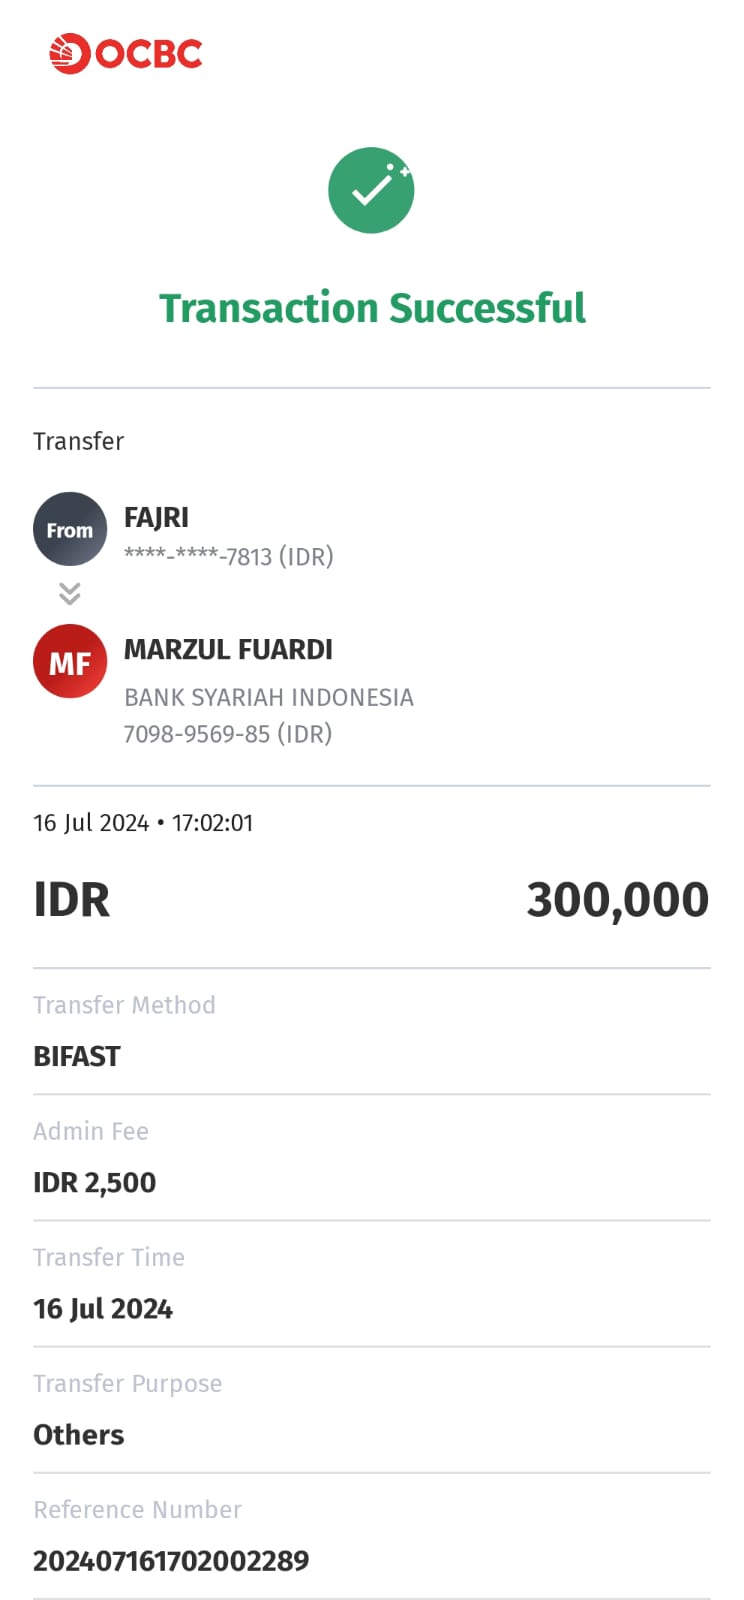 OCBC
Transaction Successful
Transfer
From
FAJRI
****-****-7813 (IDR)
MF
MARZUL FUARDI
BANK SYARIAH INDONESIA
7098-9569-85 (IDR)
16 Jul 2024 • 17:02:01
IDR 300,000
Transfer Method
BIFAST
Admin Fee
IDR 2,500
Transfer Time
16 Jul 2024
Transfer Purpose
Others
Reference Number
202407161702002289